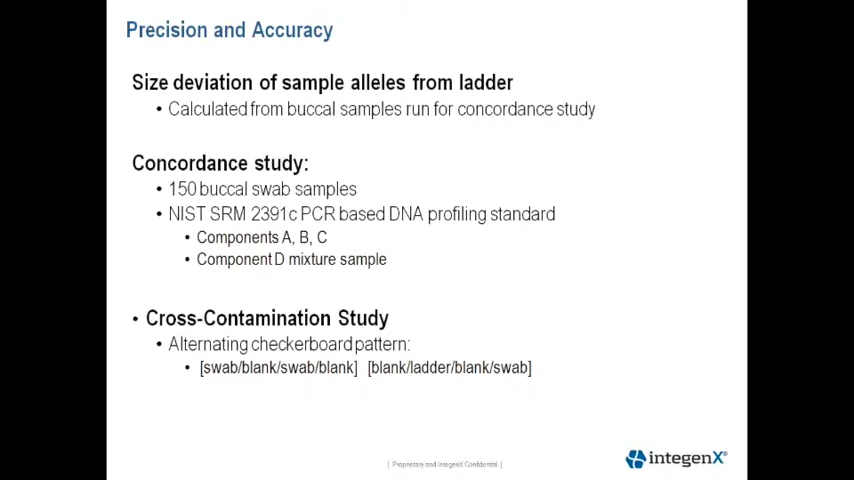 Precision and Accuracy
Size deviation of sample alleles from ladder
• Calculated from buccal samples run for concordance study
Concordance study:
• 150 buccal swab samples
• NIST SRM 2391c PCR based DNA profiling standard
• Components A, B, C
• Component D mixture sample
• Cross-Contamination Study
• Alternating checkerboard pattern:
• [swab/blank/swab/blank] [blank/ladder/blank/swab]
[ Proprietary and IntegenX Confidential ]
integenX®